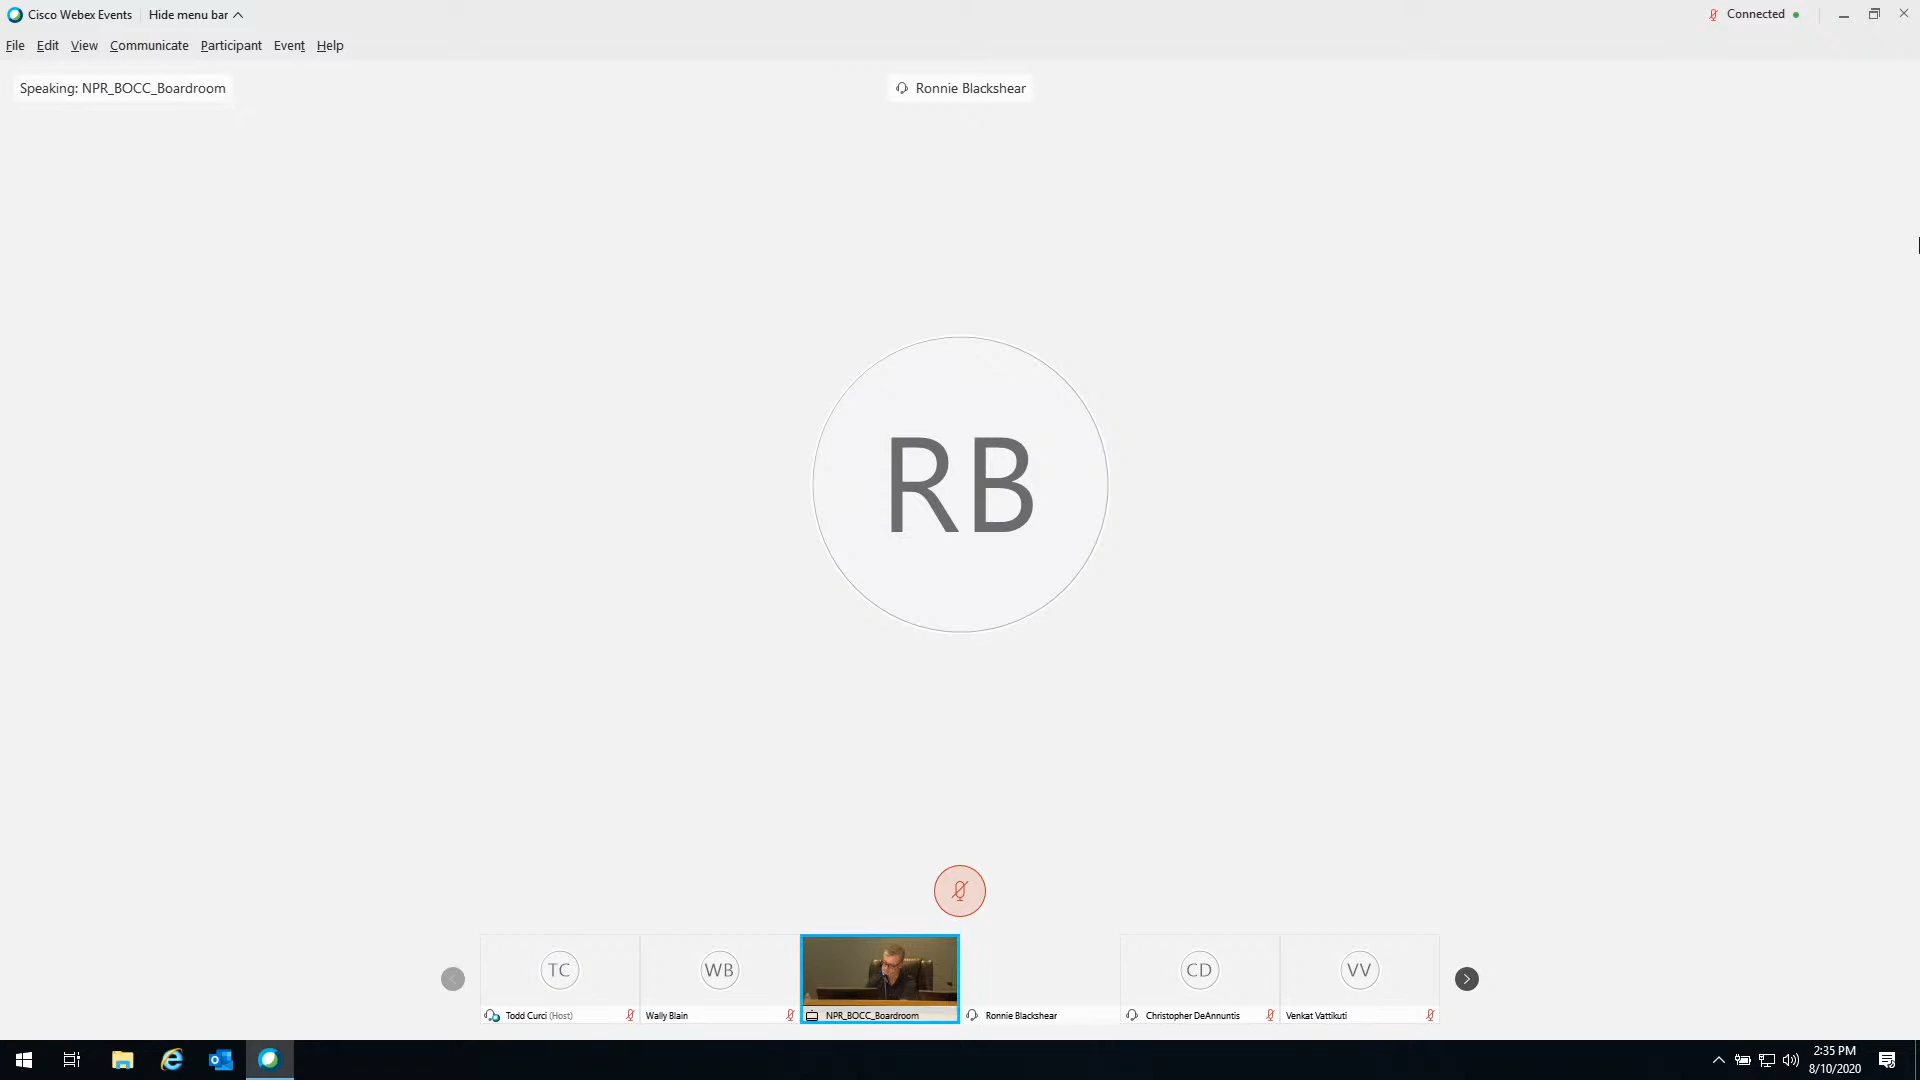 Cisco Webex Events
Hide menu bar
Connected
File Edit View Communicate Participant Event Help
Speaking: NPR_BOCC_Boardroom
Ronnie Blackshear
RB
TC
WB
CD
VV
Todd Curci (Host)
Wally Blain
NPR_BOCC_Boardroom
Ronnie Blackshear
Christopher DeAnnuntis
Venkat Vattikuti
2:35 PM
8/10/2020